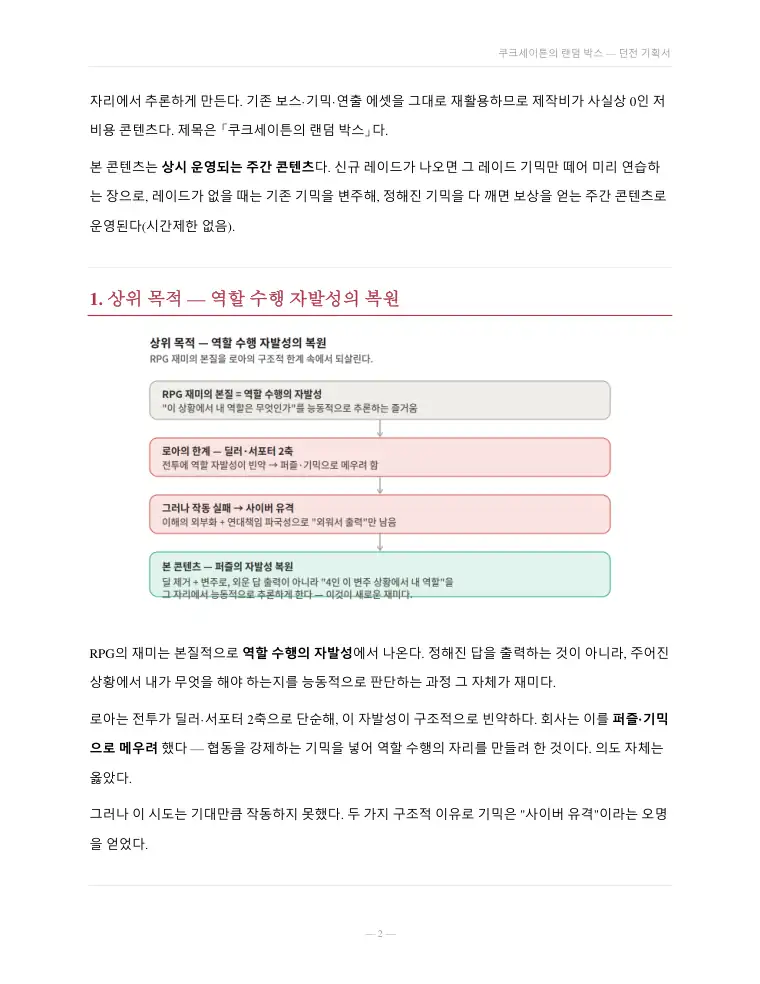 쿠크세이튼의 랜덤 박스 — 던전 기획서
자리에서 추론하게 만든다. 기존 보스·기믹·연출 에셋을 그대로 재활용하므로 제작비가 사실상 0인 저
비용 콘텐츠다. 제목은 「쿠크세이튼의 랜덤 박스」다.
본 콘텐츠는 상시 운영되는 주간 콘텐츠다. 신규 레이드가 나오면 그 레이드 기믹만 떼어 미리 연습하
는 장으로, 레이드가 없을 때는 기존 기믹을 변주해, 정해진 기믹을 다 깨면 보상을 얻는 주간 콘텐츠로
운영된다(시간제한 없음).
1. 상위 목적 — 역할 수행 자발성의 복원
상위 목적 — 역할 수행 자발성의 복원
RPG 재미의 본질을 로아의 구조적 한계 속에서 되살린다.
RPG 재미의 본질 = 역할 수행의 자발성
"이 상황에서 내 역할은 무엇인가"를 능동적으로 추론하는 즐거움
로아의 한계 — 딜러·서포터 2축
전투에 역할 자발성이 빈약 → 퍼즐·기믹으로 메우려 함
그러나 작동 실패 → 사이버 유격
이해의 외부화 + 연대책임 파국성으로 "외워서 출력"만 남음
본 콘텐츠 — 퍼즐의 자발성 복원
딜 제거 + 변주로, 외운 답 출력이 아니라 "4인 이 변주 상황에서 내 역할"을
그 자리에서 능동적으로 추론하게 한다 — 이것이 새로운 재미다.
RPG의 재미는 본질적으로 역할 수행의 자발성에서 나온다. 정해진 답을 출력하는 것이 아니라, 주어진
상황에서 내가 무엇을 해야 하는지를 능동적으로 판단하는 과정 그 자체가 재미다.
로아는 전투가 딜러·서포터 2축으로 단순해, 이 자발성이 구조적으로 빈약하다. 회사는 이를 퍼즐·기믹
으로 메우려 했다 — 협동을 강제하는 기믹을 넣어 역할 수행의 자리를 만들려 한 것이다. 의도 자체는
옳았다.
그러나 이 시도는 기대만큼 작동하지 못했다. 두 가지 구조적 이유로 기믹은 "사이버 유격"이라는 오명
을 얻었다.
— 2 —